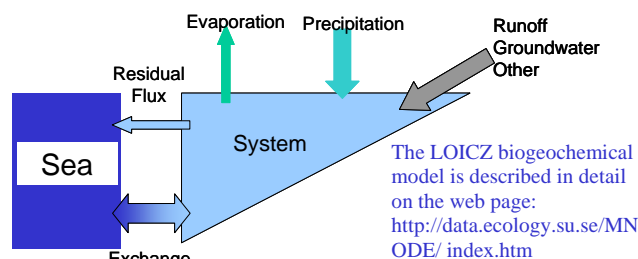 Evaporation
Precipitation
Runoff
Groundwater
Other
Residual
Flux
Sea
System
The LOICZ biogeochemical
model is described in detail
on the web page:
http://data.ecology.su.se/MN
ODE/ index.htm
Exchange